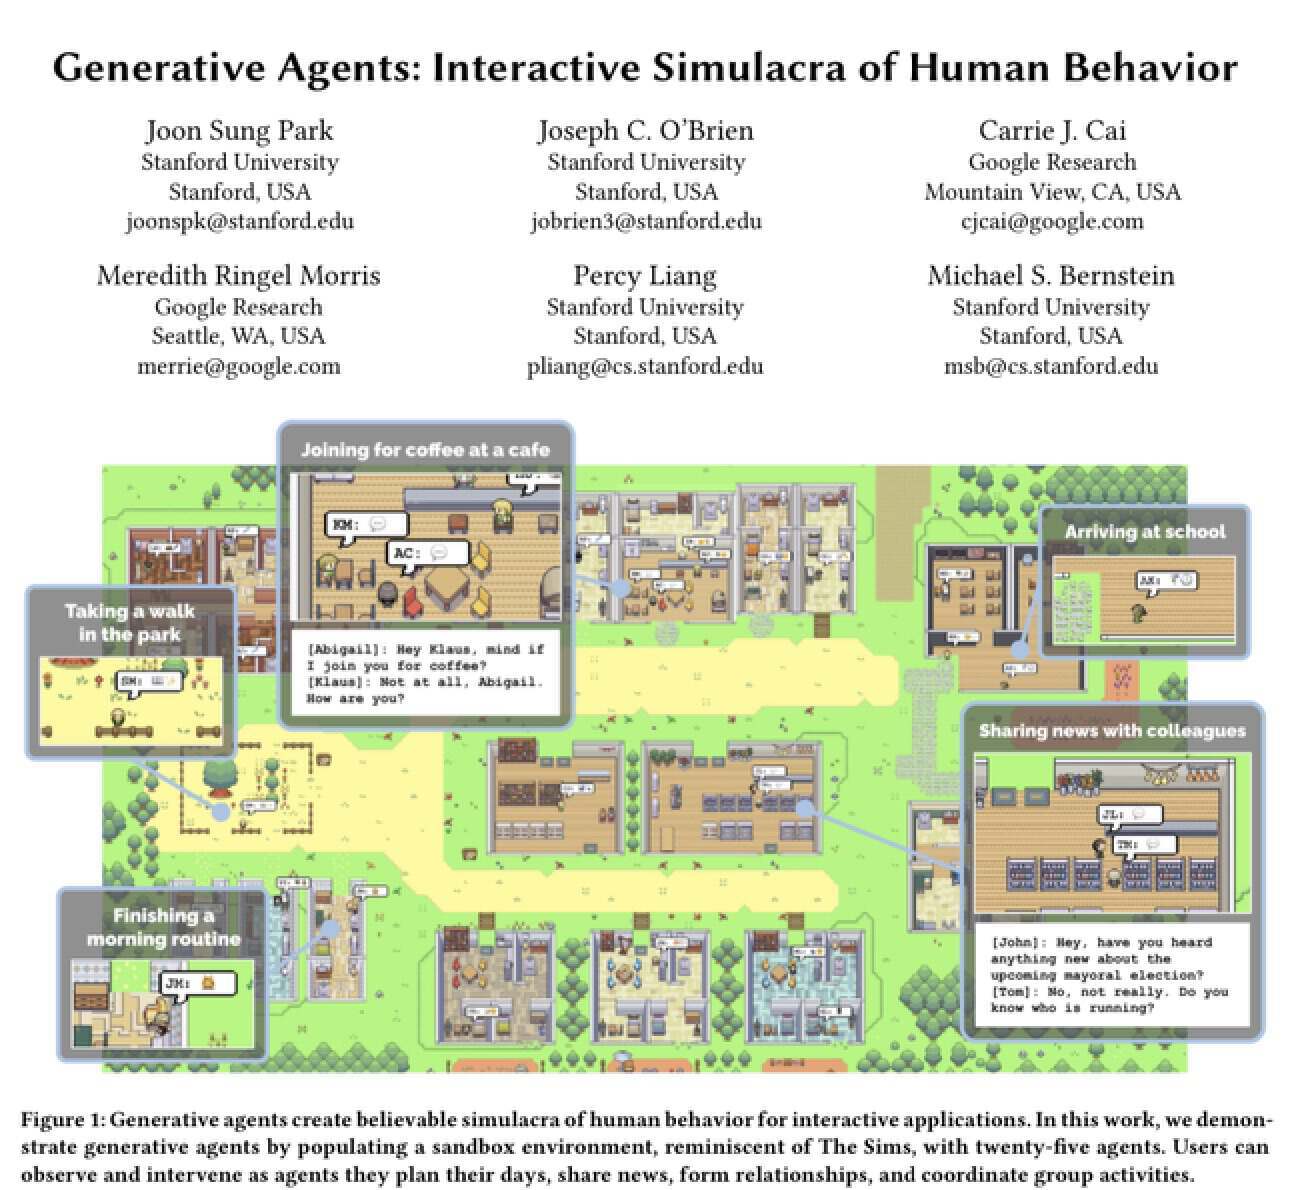 Generative Agents: Interactive Simulacra of Human Behavior
Joon Sung Park
Stanford University
Stanford, USA
joonspk@stanford.edu
Joseph C. O'Brien
Stanford University
Stanford, USA
jobrien3@stanford.edu
Carrie J. Cai
Google Research
Mountain View, CA, USA
cjcai@google.com
Meredith Ringel Morris
Google Research
Seattle, WA, USA
merrie@google.com
Percy Liang
Stanford University
Stanford, USA
pliang@cs.stanford.edu
Michael S. Bernstein
Stanford University
Stanford, USA
msb@cs.stanford.edu
Joining for coffee at a cafe
KM:
AC:
[Abigail]: Hey Klaus, mind if
I join you for coffee?
[Klaus]: Not at all, Abigail.
How are you?
Arriving at school
AK:
Taking a walk
in the park
SM:
Sharing news with colleagues
JL:
TM:
[John]: Hey, have you heard
anything new about the
upcoming mayoral election?
[Tom]: No, not really. Do you
know who is running?
Finishing a
morning routine
JM:
Figure 1: Generative agents create believable simulacra of human behavior for interactive applications. In this work, we demon-
strate generative agents by populating a sandbox environment, reminiscent of The Sims, with twenty-five agents. Users can
observe and intervene as agents they plan their days, share news, form relationships, and coordinate group activities.